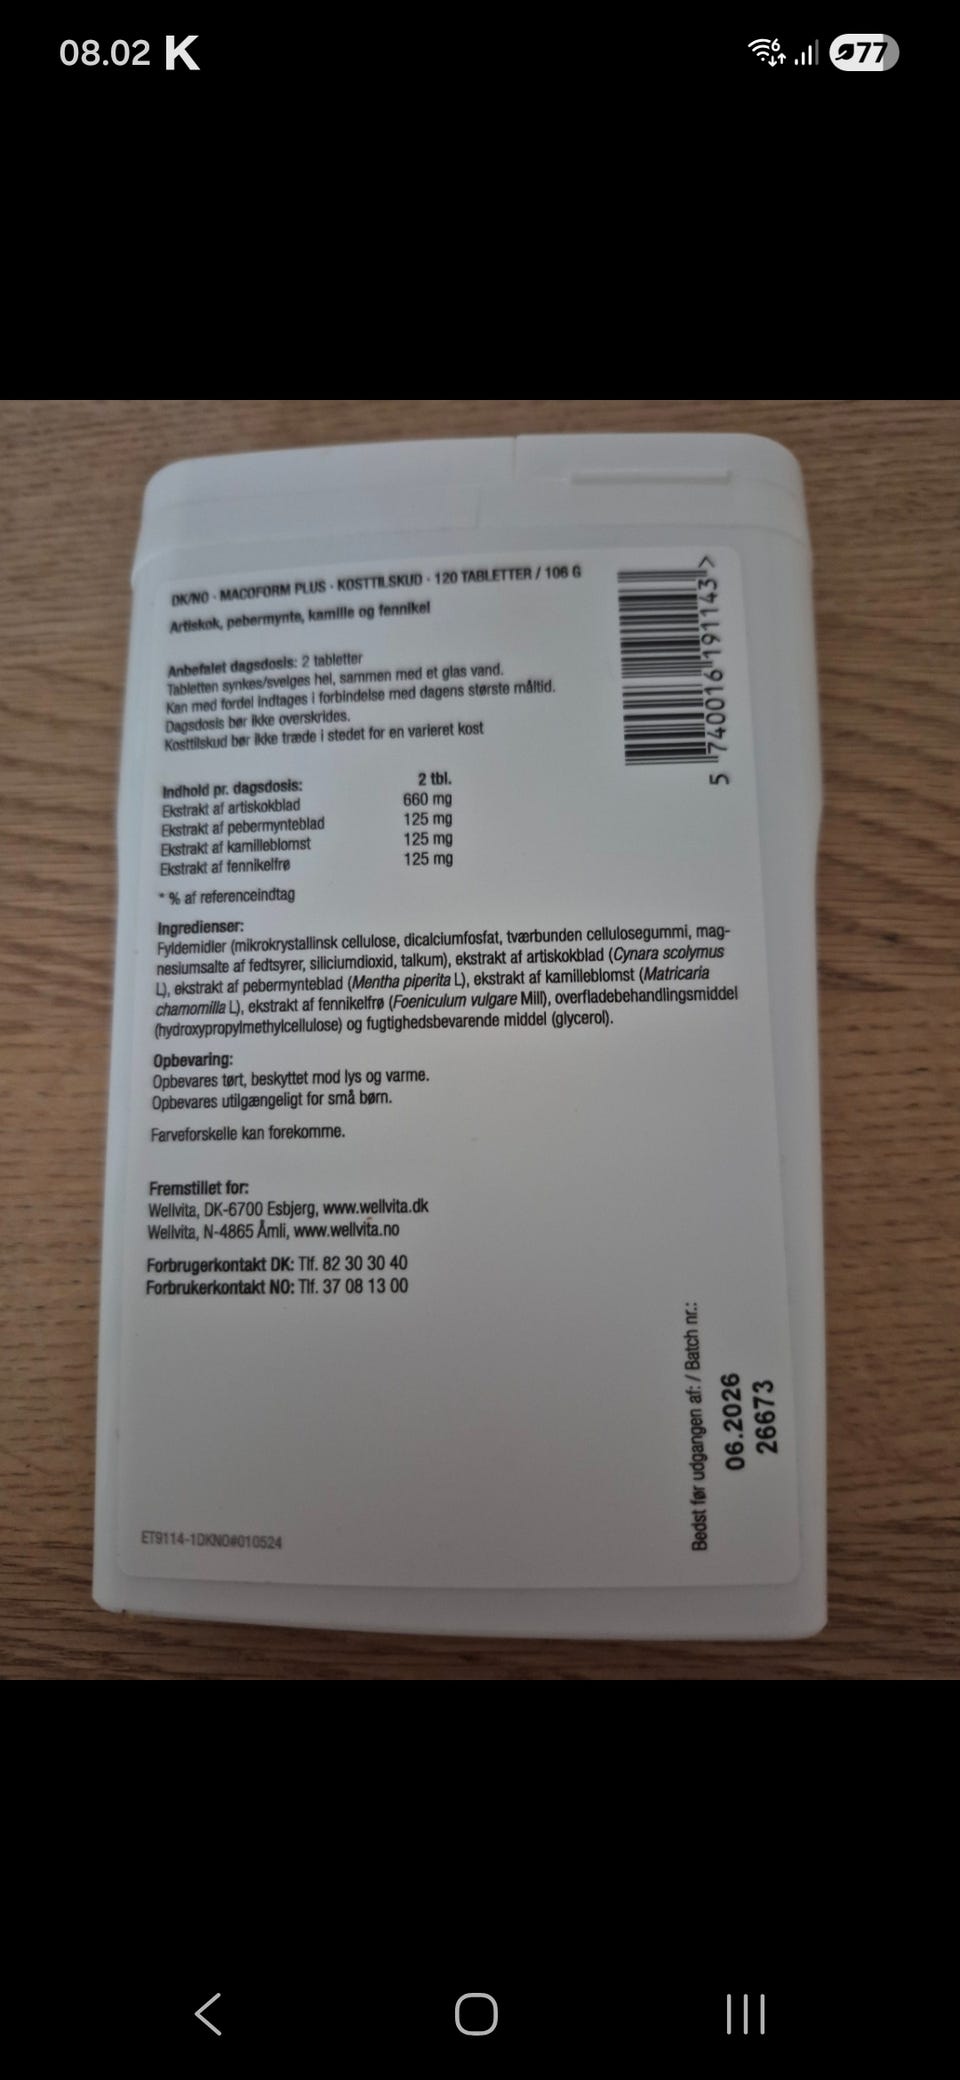 08.02 K
6
77
DK/NO - MACOFORM PLUS - KOSTTILSKUD - 120 TABLETTER / 106 G
Artiskok, pebermynte, kamille og fennikel
Anbefalet dagsdosis: 2 tabletter
Tabletten synkes/svelges hel, sammen med et glas vand.
Kan med fordel indtages i forbindelse med dagens største måltid.
Dagsdosis bør ikke overskrides.
Kosttilskud bør ikke træde i stedet for en varieret kost
Indhold pr. dagsdosis: 2 tbl.
Ekstrakt af artiskokblad 660 mg
Ekstrakt af pebermynteblad 125 mg
Ekstrakt af kamilleblomst 125 mg
Ekstrakt af fennikelfrø 125 mg
* % af referenceindtag
Ingredienser:
Fyldemidler (mikrokrystallinsk cellulose, dicalciumfosfat, tværbunden cellulosegummi, mag-
nesiumsalte af fedtsyrer, siliciumdioxid, talkum), ekstrakt af artiskokblad (Cynara scolymus
L), ekstrakt af pebermynteblad (Mentha piperita L), ekstrakt af kamilleblomst (Matricaria
chamomilla L), ekstrakt af fennikelfrø (Foeniculum vulgare Mill), overfladebehandlingsmiddel
(hydroxypropylmethylcellulose) og fugtighedsbevarende middel (glycerol).
Opbevaring:
Opbevares tørt, beskyttet mod lys og varme.
Opbevares utilgængeligt for små børn.
Farveforskelle kan forekomme.
Fremstillet for:
Wellvita, DK-6700 Esbjerg, www.wellvita.dk
Wellvita, N-4865 Åmli, www.wellvita.no
Forbrugerkontakt DK: Tlf. 82 30 30 40
Forbrukerkontakt NO: Tlf. 37 08 13 00
ET9114-1DKNO#010524
5 740016 191143 >
Bedst før udgangen af: / Batch nr.:
06.2026
26673